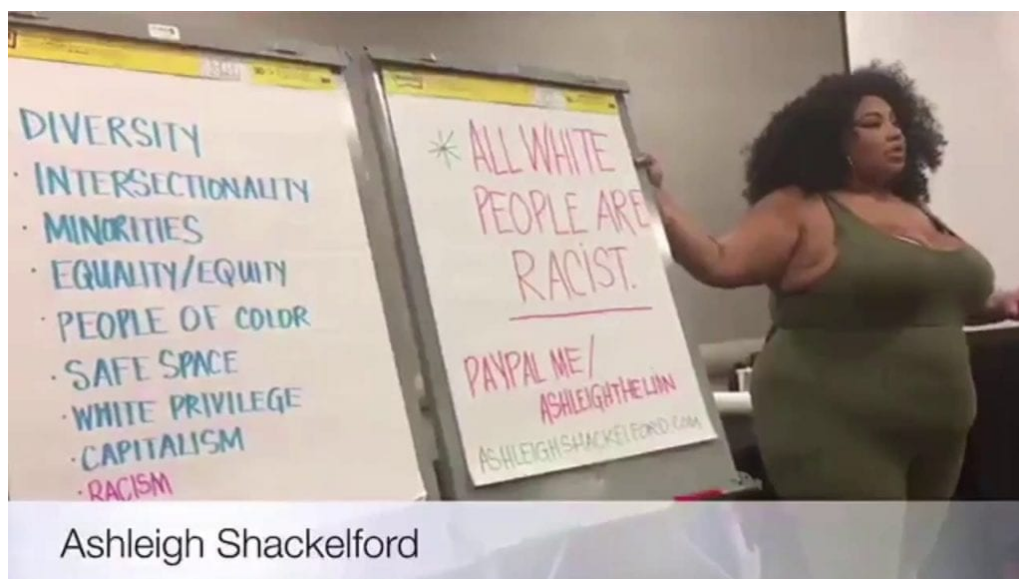 DIVERSITY
· INTERSECTIONALITY
· MINORITIES
· EQUALITY/EQUITY
· PEOPLE OF COLOR
· SAFE SPACE
· WHITE PRIVILEGE
· CAPITALISM
· RACISM
* ALL WHITE
PEOPLE ARE
RACIST.
PAYPAL ME/
ASHLEIGHTHELION
ASHLEIGHSHACKELFORD.COM
Ashleigh Shackelford